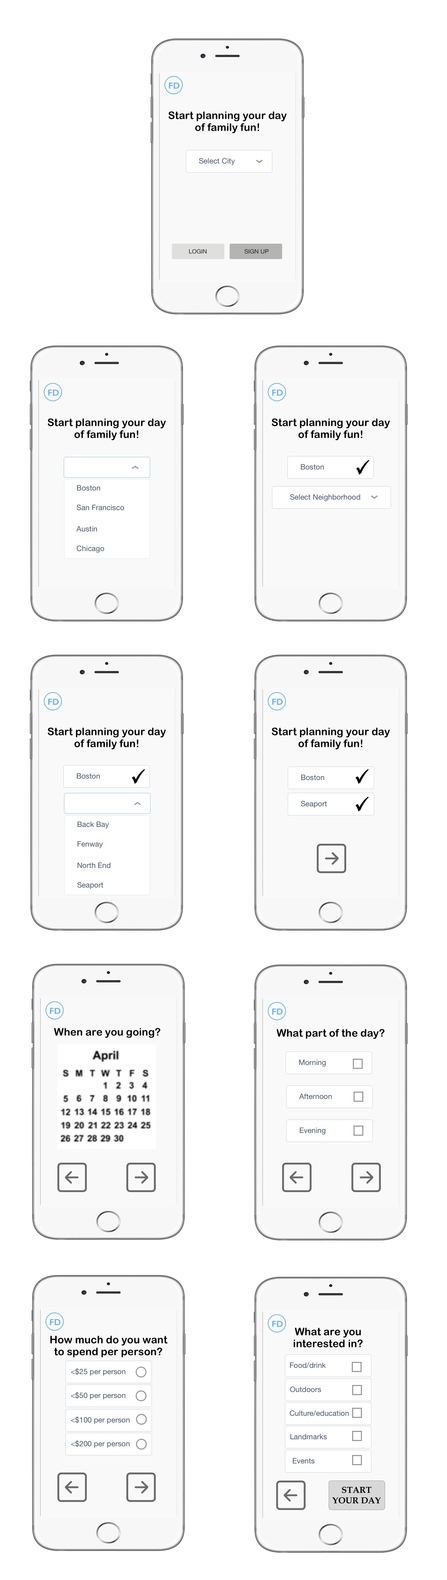 FD
Start planning your day
of family fun!
Select City
LOGIN
SIGN UP
FD
Start planning your day
of family fun!
Boston
San Francisco
Austin
Chicago
FD
Start planning your day
of family fun!
Boston
Select Neighborhood
FD
Start planning your day
of family fun!
Boston
Back Bay
Fenway
North End
Seaport
FD
Start planning your day
of family fun!
Boston
Seaport
FD
When are you going?
April
S M T W T F S
1 2 3 4
5 6 7 8 9 10 11
12 13 14 15 16 17 18
19 20 21 22 23 24 25
26 27 28 29 30
FD
What part of the day?
Morning
Afternoon
Evening
FD
How much do you want
to spend per person?
<$25 per person
<$50 per person
<$100 per person
<$200 per person
FD
What are you
interested in?
Food/drink
Outdoors
Culture/education
Landmarks
Events
START
YOUR DAY